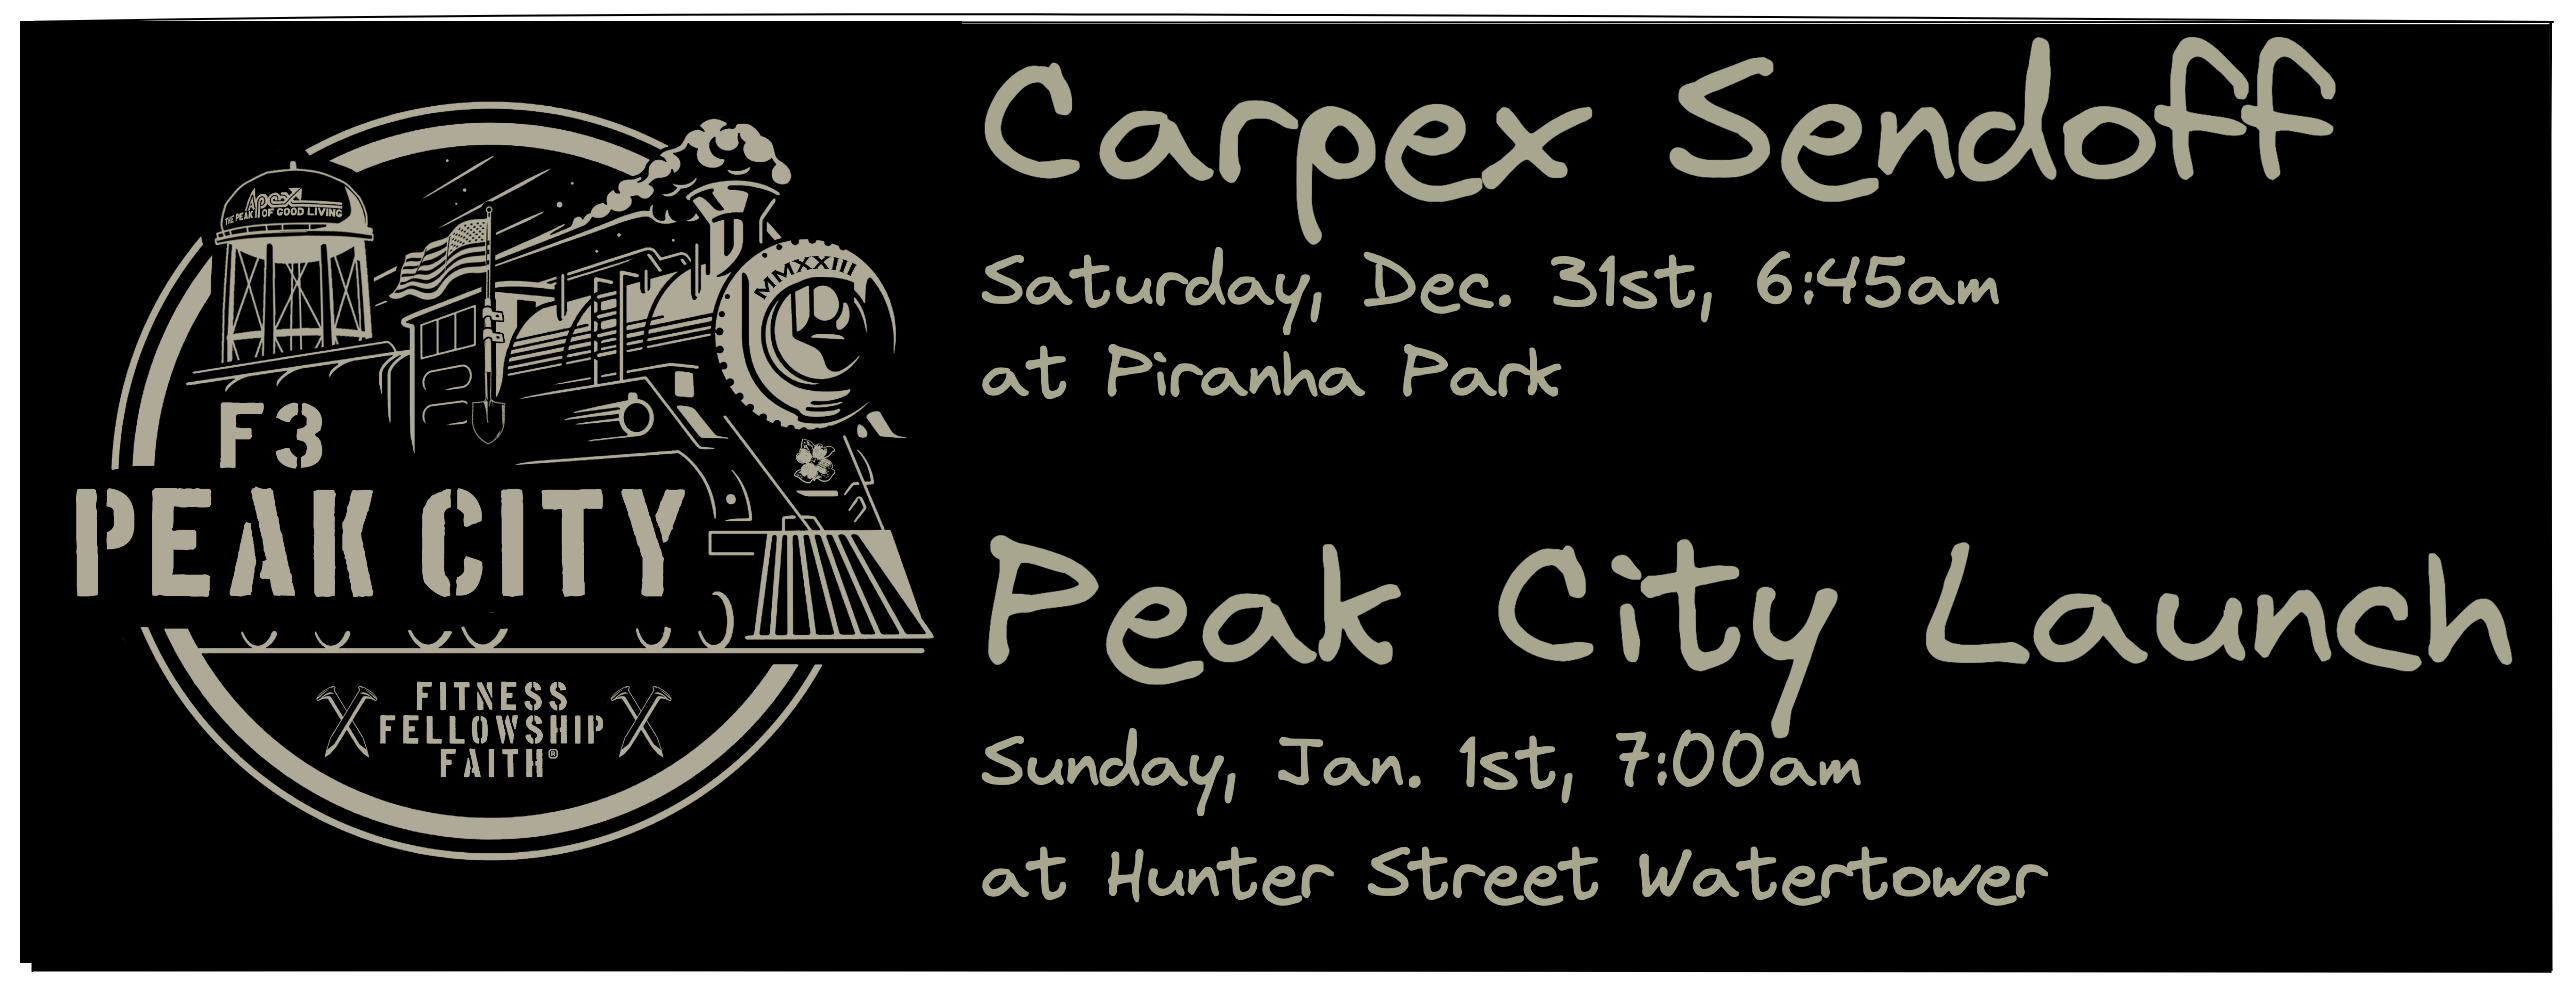 Apex
THE PEAK OF GOOD LIVING
MMXXIII
F3
PEAK CITY
FITNESS
FELLOWSHIP
FAITH®
Carpex Sendoff
Saturday, Dec. 31st, 6:45am
at Piranha Park
Peak City Launch
Sunday, Jan. 1st, 7:00am
at Hunter Street Watertower